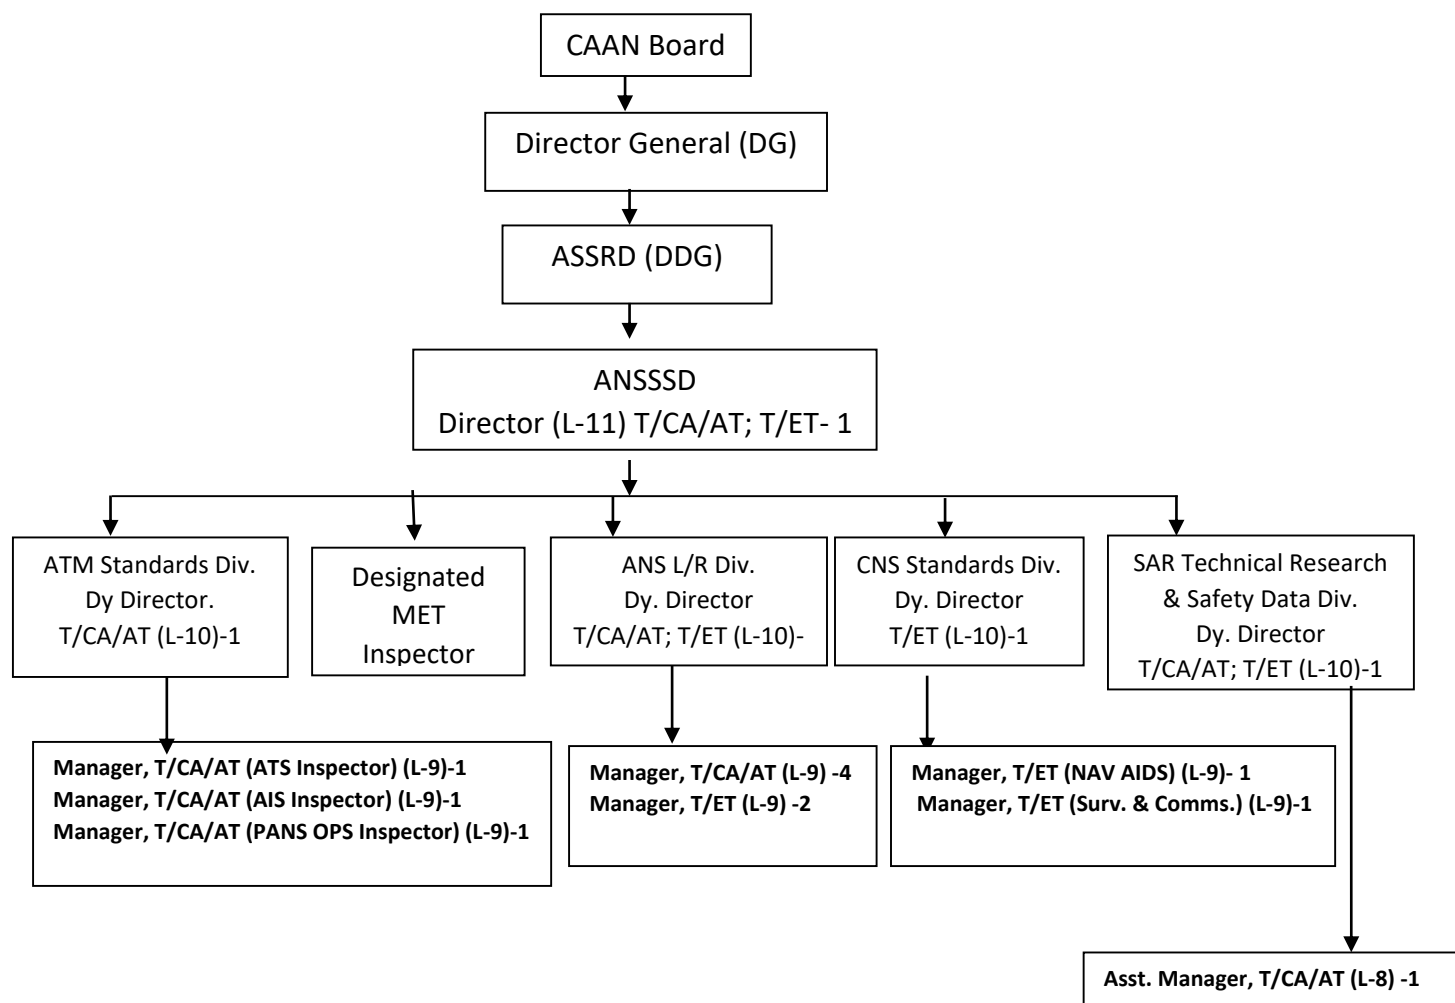 CAAN Board
Director General (DG)
ASSRD (DDG)
ANSSSD
Director (L-11) T/CA/AT; T/ET- 1
ATM Standards Div.
Dy Director.
T/CA/AT (L-10)-1
Designated
MET
Inspector
ANS L/R Div.
Dy. Director
T/CA/AT; T/ET (L-10)-
CNS Standards Div.
Dy. Director
T/ET (L-10)-1
SAR Technical Research
& Safety Data Div.
Dy. Director
T/CA/AT; T/ET (L-10)-1
Manager, T/CA/AT (ATS Inspector) (L-9)-1
Manager, T/CA/AT (AIS Inspector) (L-9)-1
Manager, T/CA/AT (PANS OPS Inspector) (L-9)-1
Manager, T/CA/AT (L-9) -4
Manager, T/ET (L-9) -2
Manager, T/ET (NAV AIDS) (L-9)- 1
Manager, T/ET (Surv. & Comms.) (L-9)-1
Asst. Manager, T/CA/AT (L-8) -1